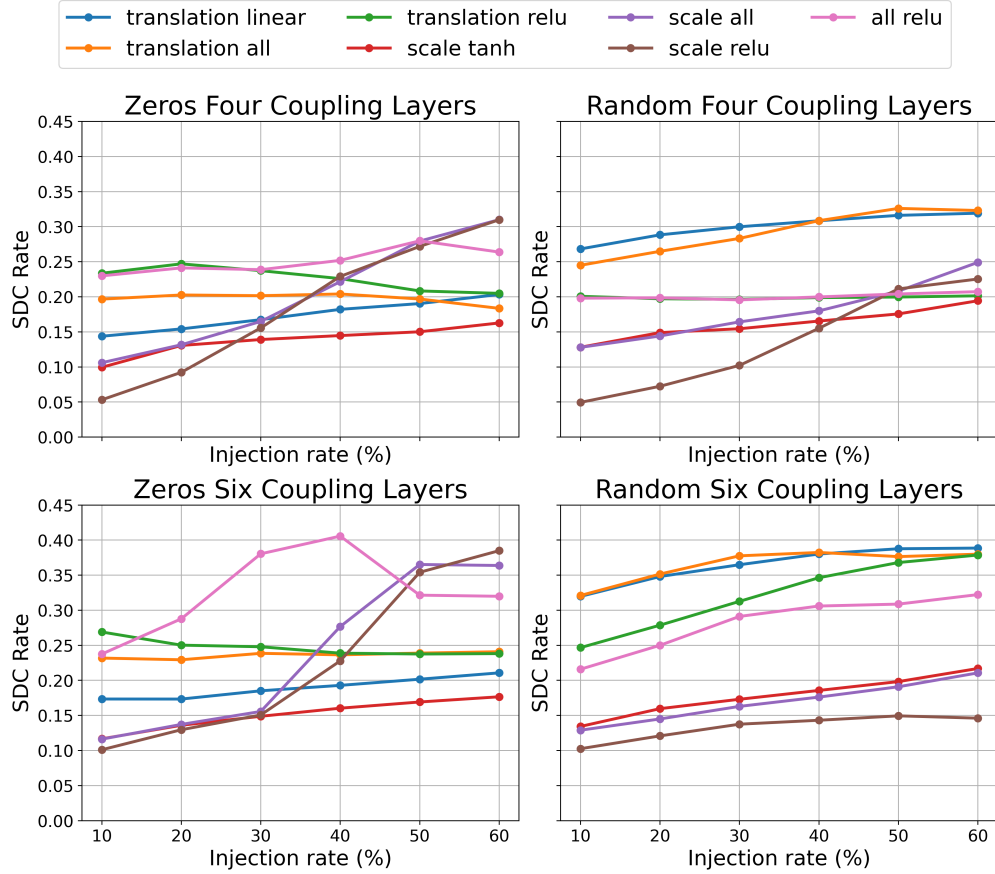 translation linear translation relu scale all all relu
translation all scale tanh scale relu
Zeros Four Coupling Layers Random Four Coupling Layers
0.45
0.40
0.35
0.30
0.25
0.20
0.15
0.10
0.05
0.00
SDC Rate
SDC Rate
Injection rate (%) Injection rate (%)
Zeros Six Coupling Layers Random Six Coupling Layers
0.45
0.40
0.35
0.30
0.25
0.20
0.15
0.10
0.05
0.00
SDC Rate
SDC Rate
10 20 30 40 50 60 10 20 30 40 50 60
Injection rate (%) Injection rate (%)